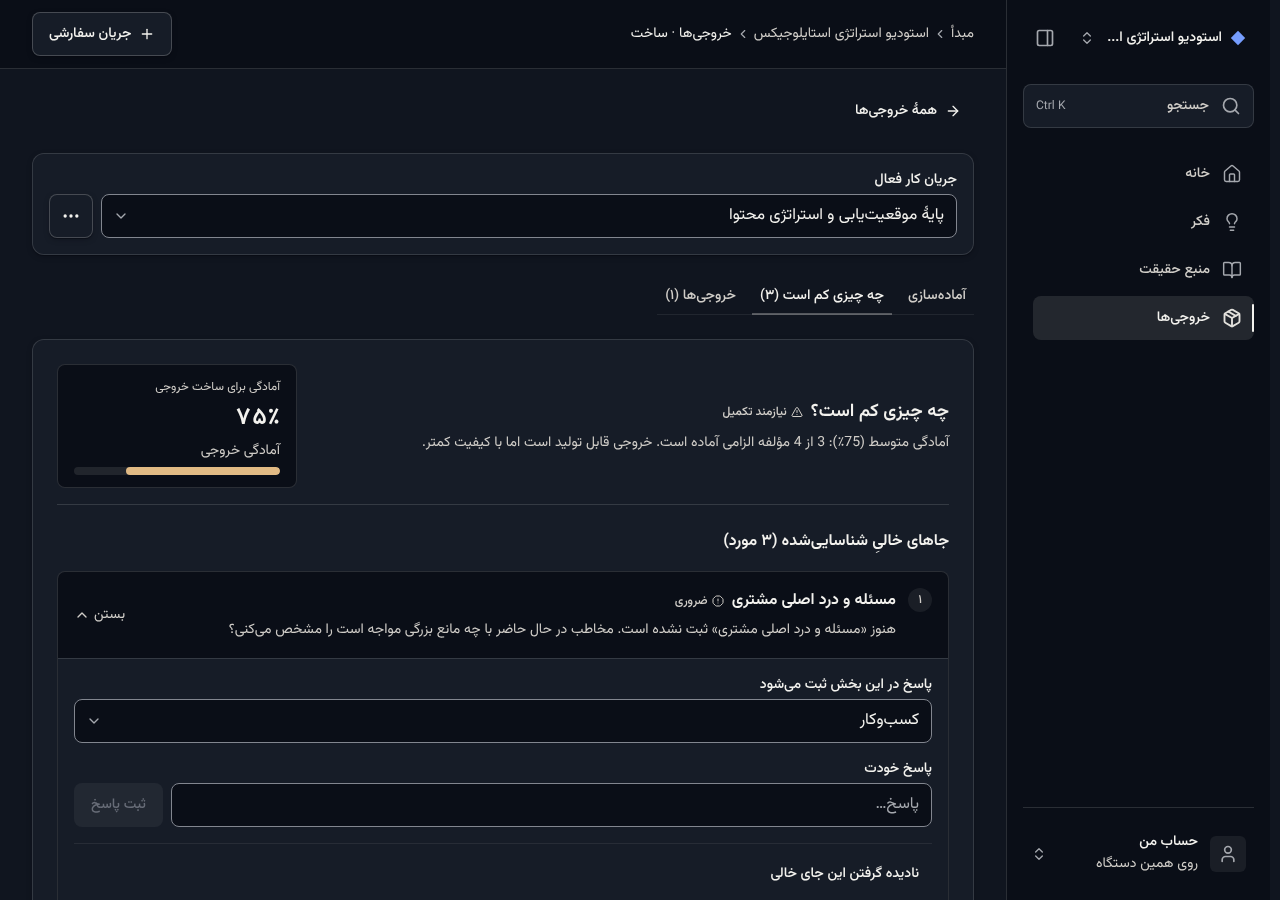 استودیو استراتژی ا...
جستجو
Ctrl K
خانه
فکر
منبع حقیقت
خروجی‌ها
حساب من
روی همین دستگاه
مبدأ › استودیو استراتژی استایلوجیکس › خروجی‌ها · ساخت
جریان سفارشی +
→ همهٔ خروجی‌ها
جریان کار فعال
پایهٔ موقعیت‌یابی و استراتژی محتوا
آماده‌سازی
چه چیزی کم است (۳)
خروجی‌ها (۱)
چه چیزی کم است؟ نیازمند تکمیل
آمادگی متوسط (75٪): 3 از 4 مؤلفه الزامی آماده است. خروجی قابل تولید است اما با کیفیت کمتر.
آمادگی برای ساخت خروجی
۷۵٪
آمادگی خروجی
جاهای خالیِ شناسایی‌شده (۳ مورد)
۱ مسئله و درد اصلی مشتری ضروری
هنوز «مسئله و درد اصلی مشتری» ثبت نشده است. مخاطب در حال حاضر با چه مانع بزرگی مواجه است را مشخص می‌کنی؟
بستن
پاسخ در این بخش ثبت می‌شود
کسب‌وکار
پاسخ خودت
پاسخ…
ثبت پاسخ
نادیده گرفتن این جای خالی